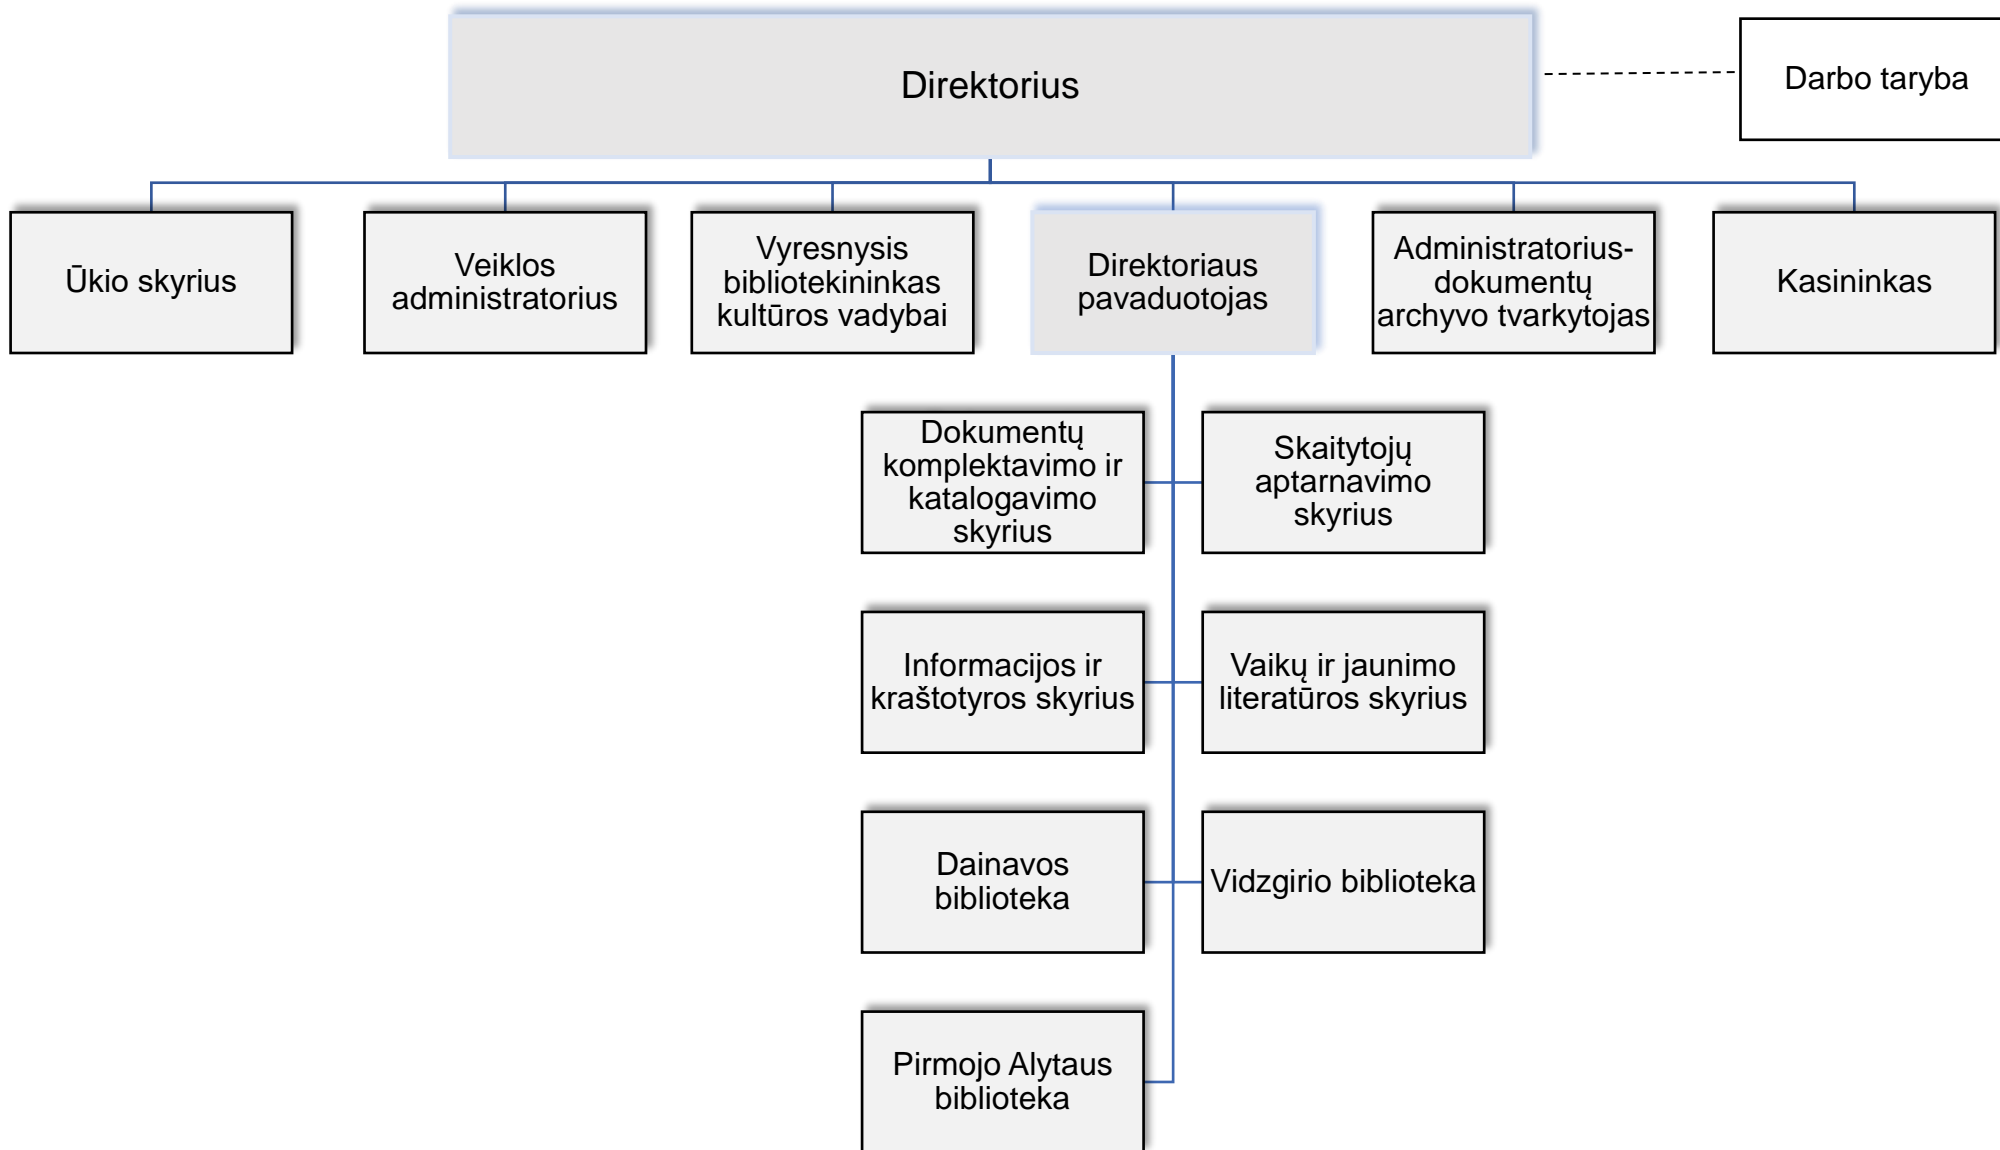 Direktorius
Darbo taryba
Ūkio skyrius
Veiklos
administratorius
Vyresnysis
bibliotekininkas
kultūros vadybai
Direktoriaus
pavaduotojas
Administratorius-
dokumentų
archyvo tvarkytojas
Kasininkas
Dokumentų
komplektavimo ir
katalogavimo
skyrius
Skaitytojų
aptarnavimo
skyrius
Informacijos ir
kraštotyros skyrius
Vaikų ir jaunimo
literatūros skyrius
Dainavos
biblioteka
Vidzgirio biblioteka
Pirmojo Alytaus
biblioteka